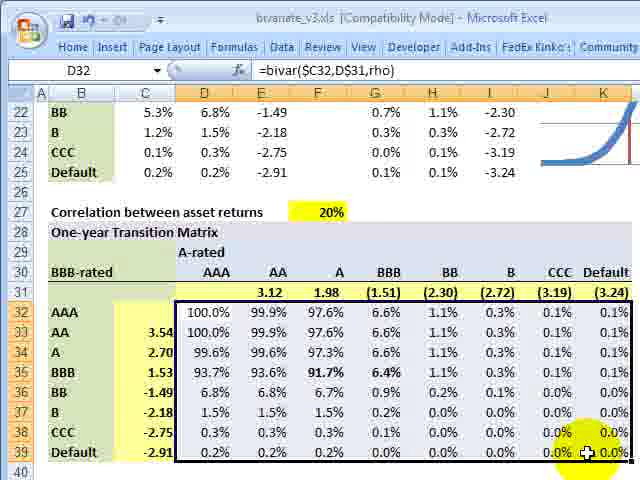 bivariate_v3.xls [Compatibility Mode] - Microsoft Excel
Home Insert Page Layout Formulas Data Review View Developer Add-Ins FedEx Kinko's Community
D32 fx =bivar($C32,D$31,rho)
A B C D E F G H I J K
22 BB 5.3% 6.8% -1.49 0.7% 1.1% -2.30
23 B 1.2% 1.5% -2.18 0.3% 0.3% -2.72
24 CCC 0.1% 0.3% -2.75 0.0% 0.1% -3.19
25 Default 0.2% 0.2% -2.91 0.1% 0.1% -3.24
26
27 Correlation between asset returns 20%
28 One-year Transition Matrix
29 A-rated
30 BBB-rated AAA AA A BBB BB B CCC Default
31 3.12 1.98 (1.51) (2.30) (2.72) (3.19) (3.24)
32 AAA 100.0% 99.9% 97.6% 6.6% 1.1% 0.3% 0.1% 0.1%
33 AA 3.54 100.0% 99.9% 97.6% 6.6% 1.1% 0.3% 0.1% 0.1%
34 A 2.70 99.6% 99.6% 97.3% 6.6% 1.1% 0.3% 0.1% 0.1%
35 BBB 1.53 93.7% 93.6% 91.7% 6.4% 1.1% 0.3% 0.1% 0.1%
36 BB -1.49 6.8% 6.8% 6.7% 0.9% 0.2% 0.1% 0.0% 0.0%
37 B -2.18 1.5% 1.5% 1.5% 0.2% 0.0% 0.0% 0.0% 0.0%
38 CCC -2.75 0.3% 0.3% 0.3% 0.1% 0.0% 0.0% 0.0% 0.0%
39 Default -2.91 0.2% 0.2% 0.2% 0.0% 0.0% 0.0% 0.0% 0.0%
40